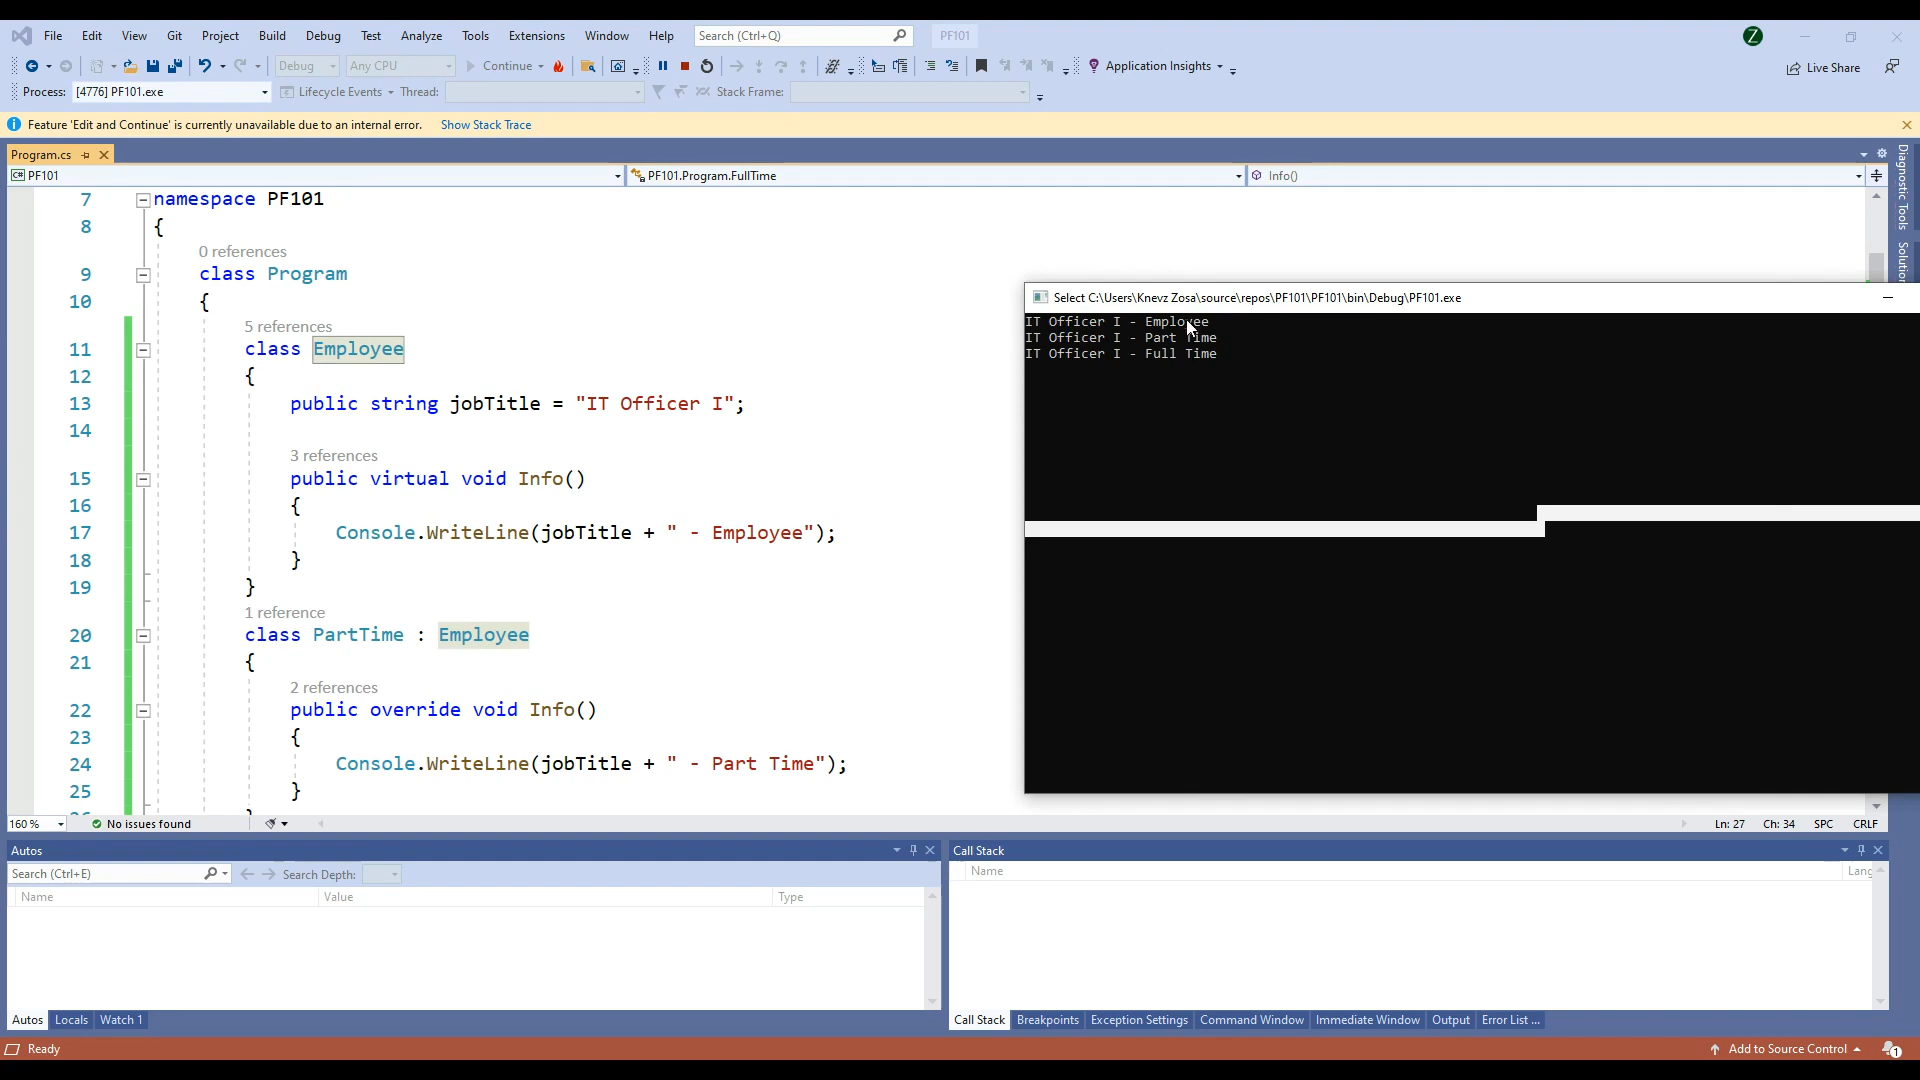 File Edit View Git Project Build Debug Test Analyze Tools Extensions Window Help Search (Ctrl+Q) PF101 Z
Debug Any CPU Continue Application Insights Live Share
Process: [4776] PF101.exe Lifecycle Events Thread: Stack Frame:
Feature 'Edit and Continue' is currently unavailable due to an internal error. Show Stack Trace
Program.cs
C# PF101 PF101.Program.FullTime Info()
7 namespace PF101
8 {
0 references
9 class Program
10 {
5 references
11 class Employee
12 {
13 public string jobTitle = "IT Officer I";
14
3 references
15 public virtual void Info()
16 {
17 Console.WriteLine(jobTitle + " - Employee");
18 }
19 }
1 reference
20 class PartTime : Employee
21 {
2 references
22 public override void Info()
23 {
24 Console.WriteLine(jobTitle + " - Part Time");
25 }
Select C:\Users\Knevz Zosa\source\repos\PF101\PF101\bin\Debug\PF101.exe
IT Officer I - Employee
IT Officer I - Part Time
IT Officer I - Full Time
Diagnostic Tools
160 % No issues found Ln: 27 Ch: 34 SPC CRLF
Autos
Search (Ctrl+E) Search Depth:
Name Value Type
Autos Locals Watch 1
Call Stack
Name Lang
Call Stack Breakpoints Exception Settings Command Window Immediate Window Output Error List ...
Ready Add to Source Control 1